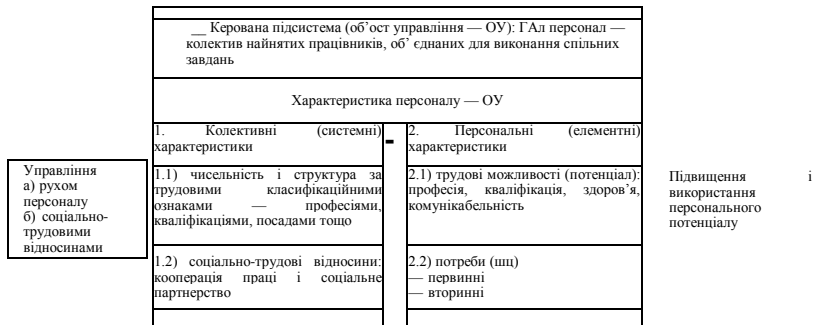 __ Керована підсистема (об’ост управління — ОУ): ГАл персонал —
колектив найнятих працівників, об’ єднаних для виконання спільних
завдань
Характеристика персоналу — ОУ
1. Колективні (системні)
характеристики
-
2. Персональні (елементні)
характеристики
Управління
а) рухом
персоналу
б) соціально-
трудовими
відносинами
1.1) чисельність і структура за
трудовими класифікаційними
ознаками — професіями,
кваліфікаціями, посадами тощо
2.1) трудові можливості (потенціал):
професія, кваліфікація, здоров’я,
комунікабельність
Підвищення і
використання
персонального
потенціалу
1.2) соціально-трудові відносини:
кооперація праці і соціальне
партнерство
2.2) потреби (шц)
— первинні
— вторинні